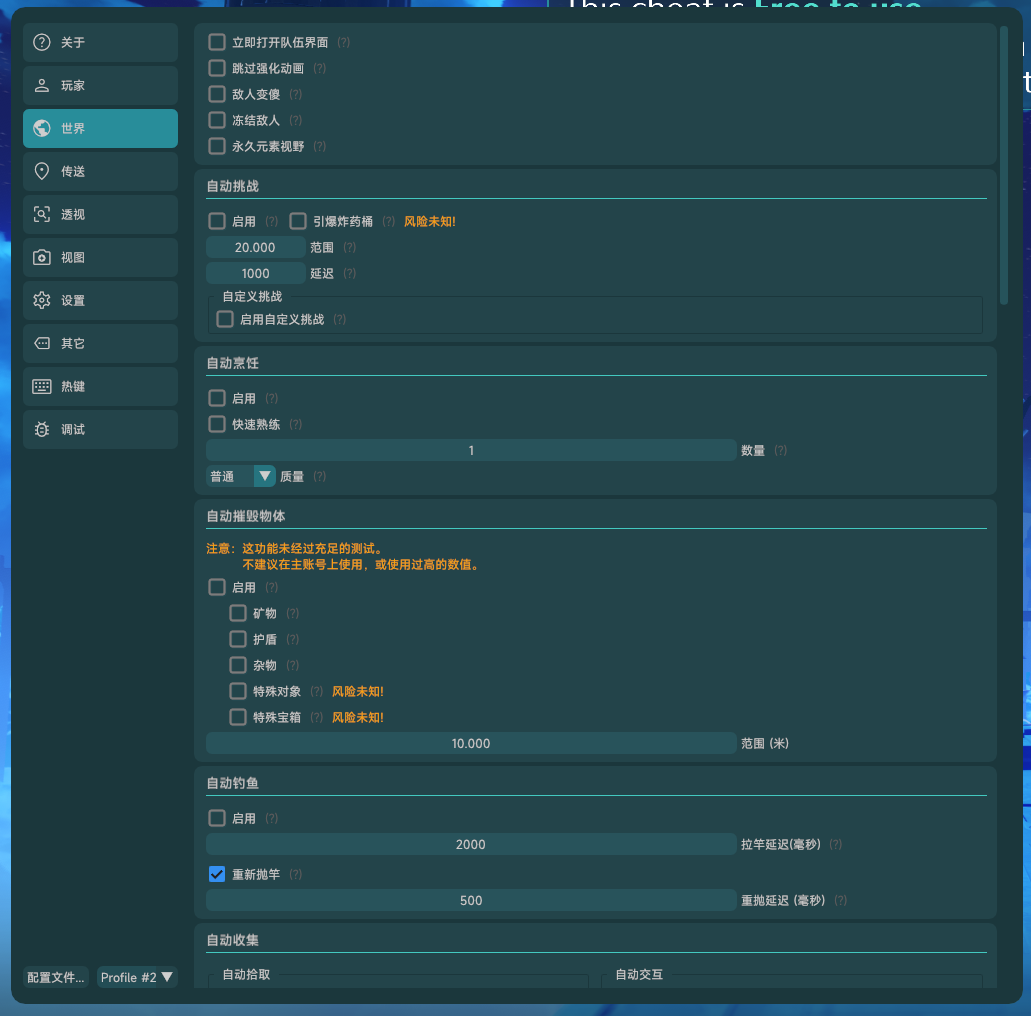 This cheat is Free to use
关于
玩家
世界
传送
透视
视图
设置
其它
热键
调试
配置文件... Profile #2
立即打开队伍界面 (?)
跳过强化动画 (?)
敌人变傻 (?)
冻结敌人 (?)
永久元素视野 (?)
自动挑战
启用 (?) 引爆炸药桶 (?) 风险未知!
20.000 范围 (?)
1000 延迟 (?)
自定义挑战
启用自定义挑战 (?)
自动烹饪
启用 (?)
快速熟练 (?)
1 数量 (?)
普通 质量 (?)
自动摧毁物体
注意：这功能未经过充足的测试。
不建议在主账号上使用，或使用过高的数值。
启用 (?)
矿物 (?)
护盾 (?)
杂物 (?)
特殊对象 (?) 风险未知!
特殊宝箱 (?) 风险未知!
10.000 范围 (米)
自动钓鱼
启用 (?)
2000 拉竿延迟(毫秒) (?)
重新抛竿 (?)
500 重抛延迟 (毫秒) (?)
自动收集
自动拾取 自动交互